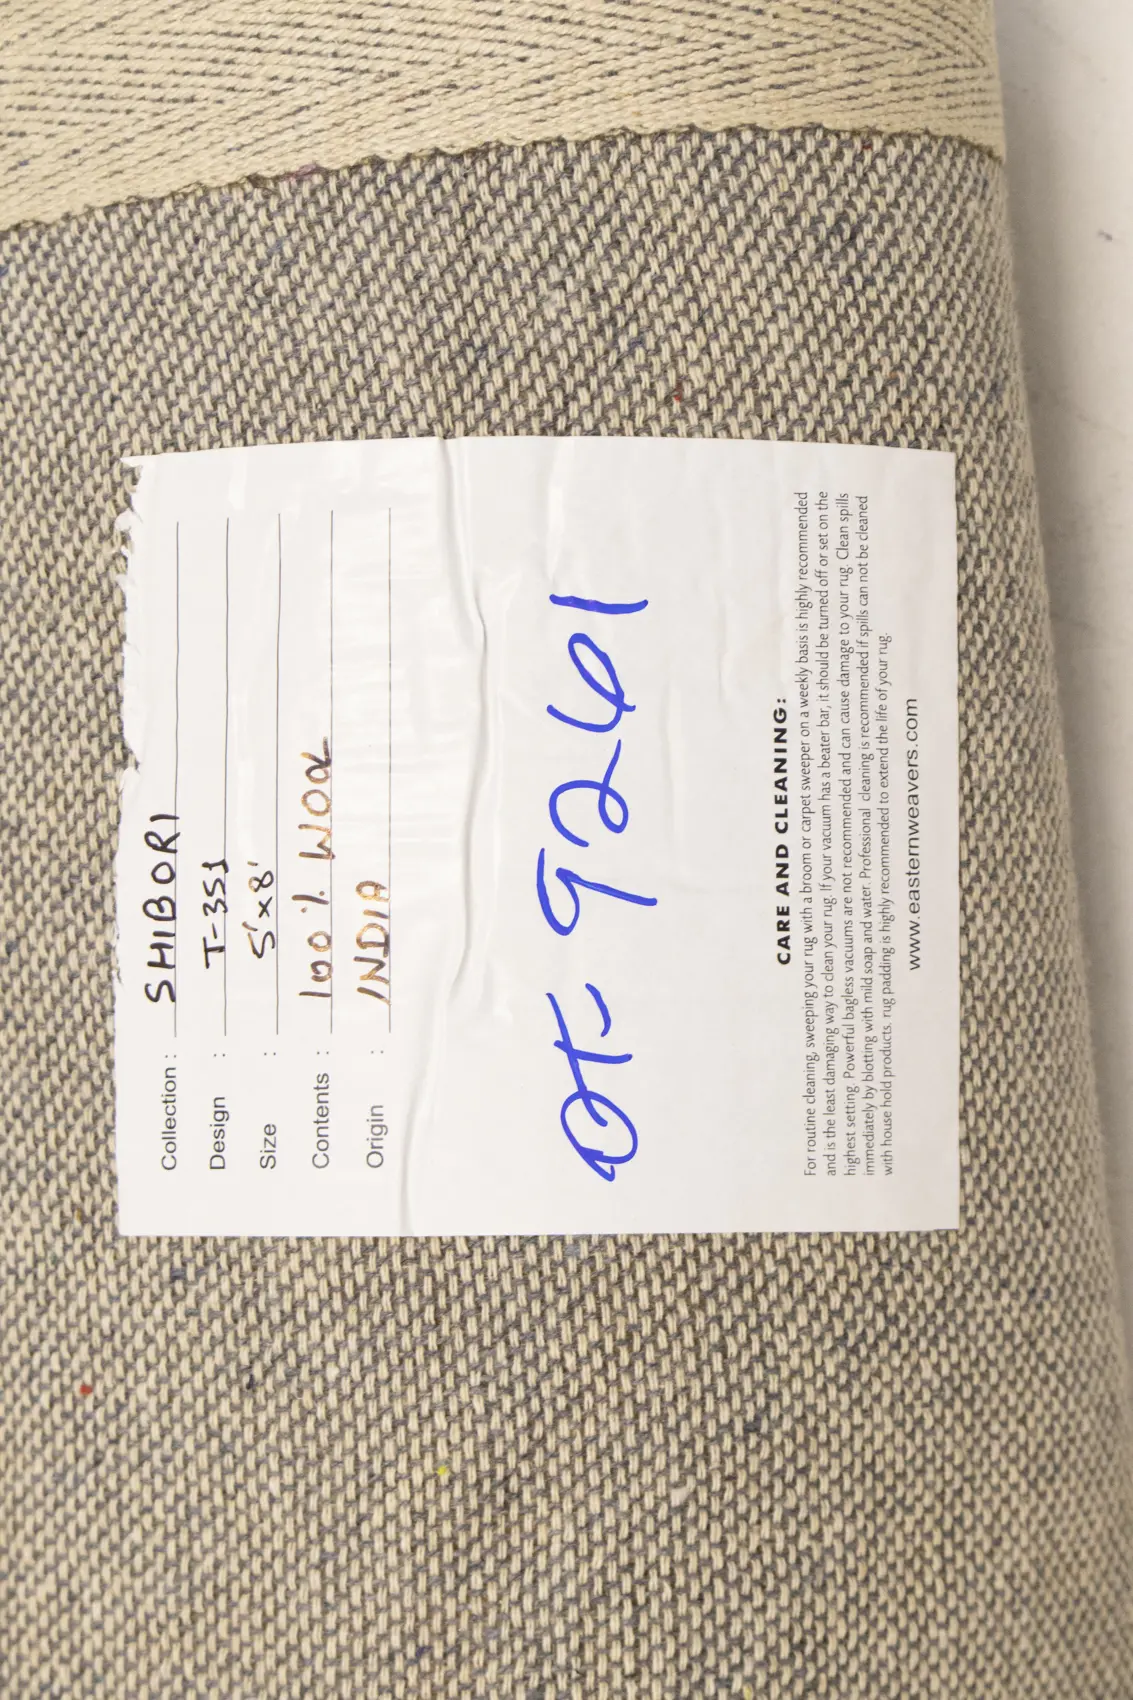 Collection : SHIBORI
Design : T-351
Size : 5'x8'
Contents : 100% WOOL
Origin : INDIA
OT= 9261
CARE AND CLEANING:
For routine cleaning, sweeping your rug with a broom or carpet sweeper on a weekly basis is highly recommended
and is the least damaging way to clean your rug. If your vacuum has a beater bar, it should be turned off or set on the
highest setting. Powerful bagless vacuums are not recommended and can cause damage to your rug. Clean spills
immediately by blotting with mild soap and water. Professional cleaning is recommended if spills can not be cleaned
with house hold products. rug padding is highly recommended to extend the life of your rug.
www.easternweavers.com